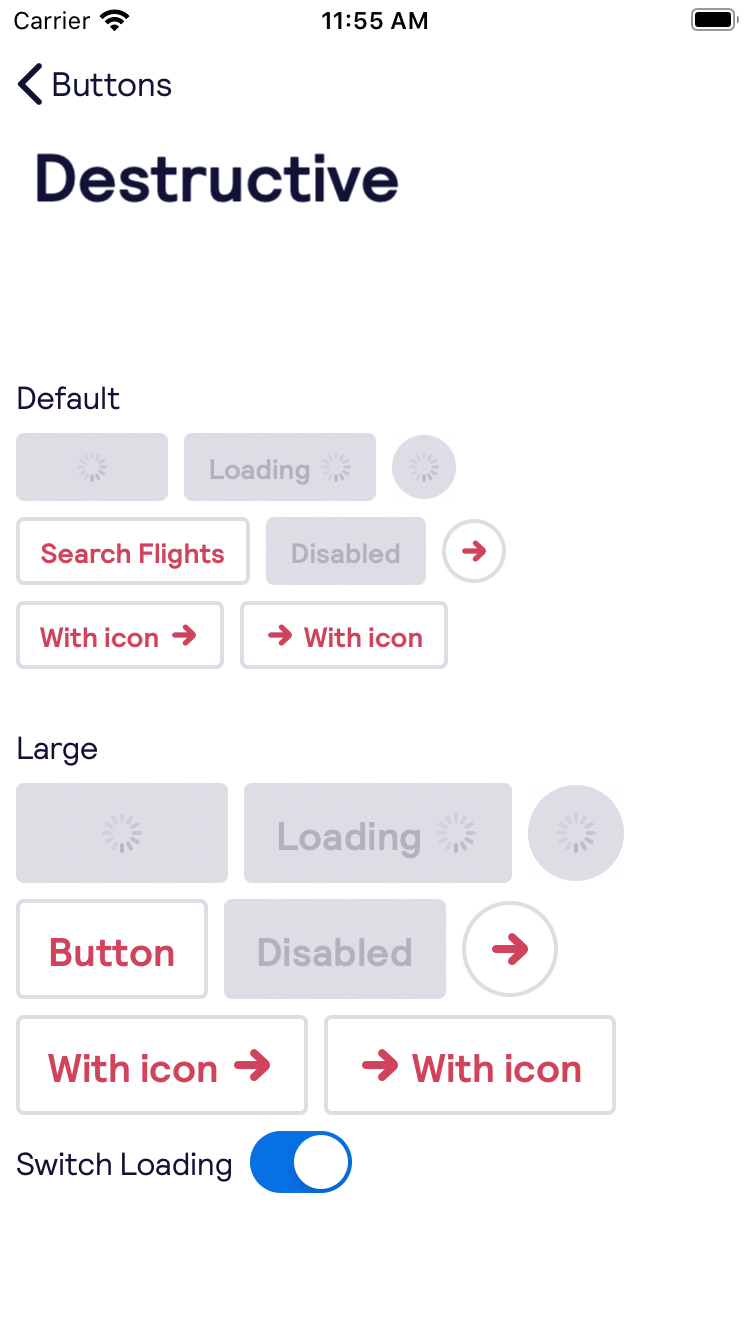 Carrier 11:55 AM
Buttons
Destructive
Default
Loading
Search Flights Disabled
With icon With icon
Large
Loading
Button Disabled
With icon With icon
Switch Loading